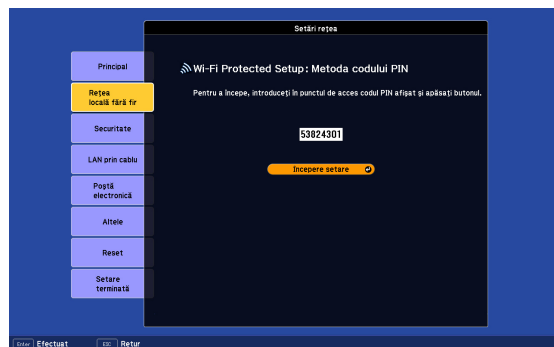 Setări rețea
Principal
Wi-Fi Protected Setup: Metoda codului PIN
Rețea
locală fără fir
Pentru a începe, introduceți în punctul de acces codul PIN afișat și apăsați butonul.
Securitate
53824301
LAN prin cablu
Începere setare
Poștă
electronică
Altele
Reset
Setare
terminată
Enter Efectuat
ESC Retur